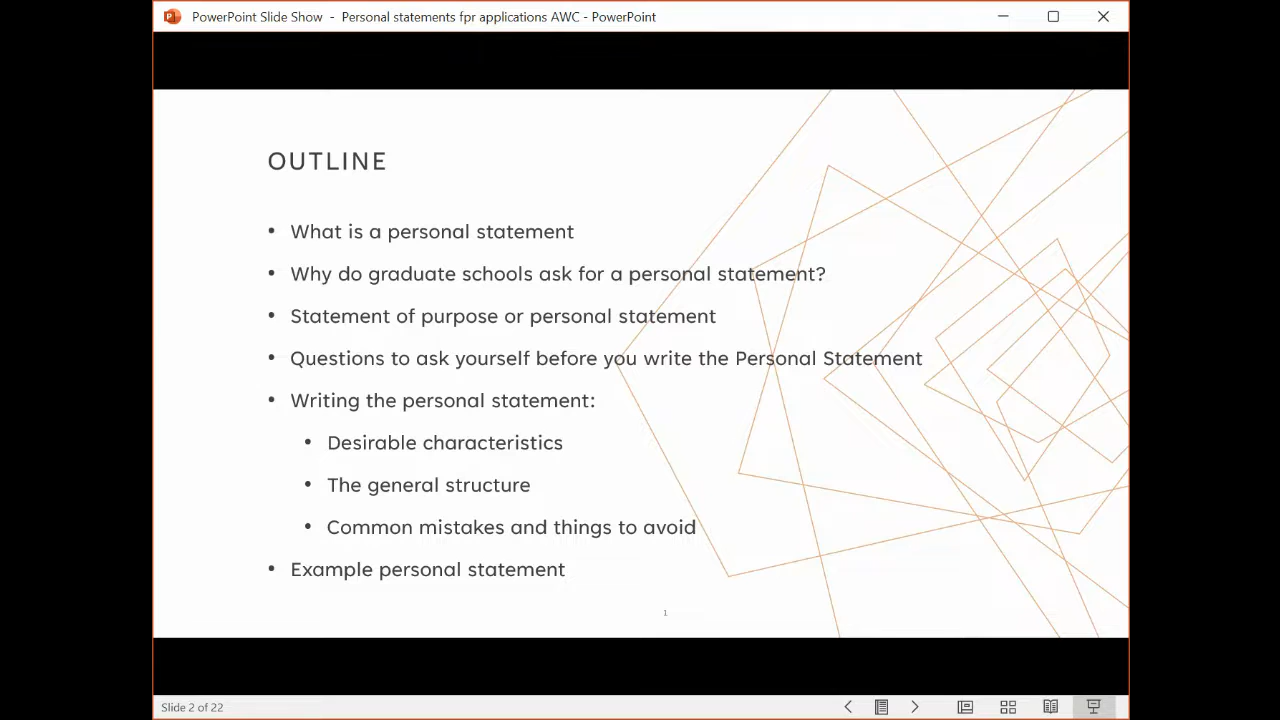 PowerPoint Slide Show - Personal statements fpr applications AWC - PowerPoint
OUTLINE
• What is a personal statement
• Why do graduate schools ask for a personal statement?
• Statement of purpose or personal statement
• Questions to ask yourself before you write the Personal Statement
• Writing the personal statement:
• Desirable characteristics
• The general structure
• Common mistakes and things to avoid
• Example personal statement
1
Slide 2 of 22